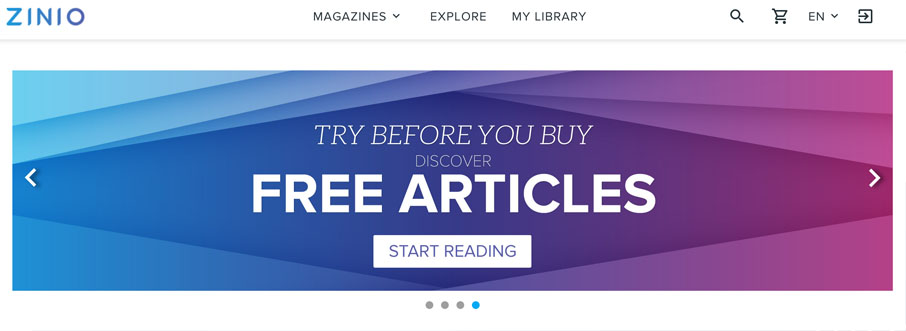 ZINIO
MAGAZINES EXPLORE MY LIBRARY EN
TRY BEFORE YOU BUY
DISCOVER
FREE ARTICLES
START READING